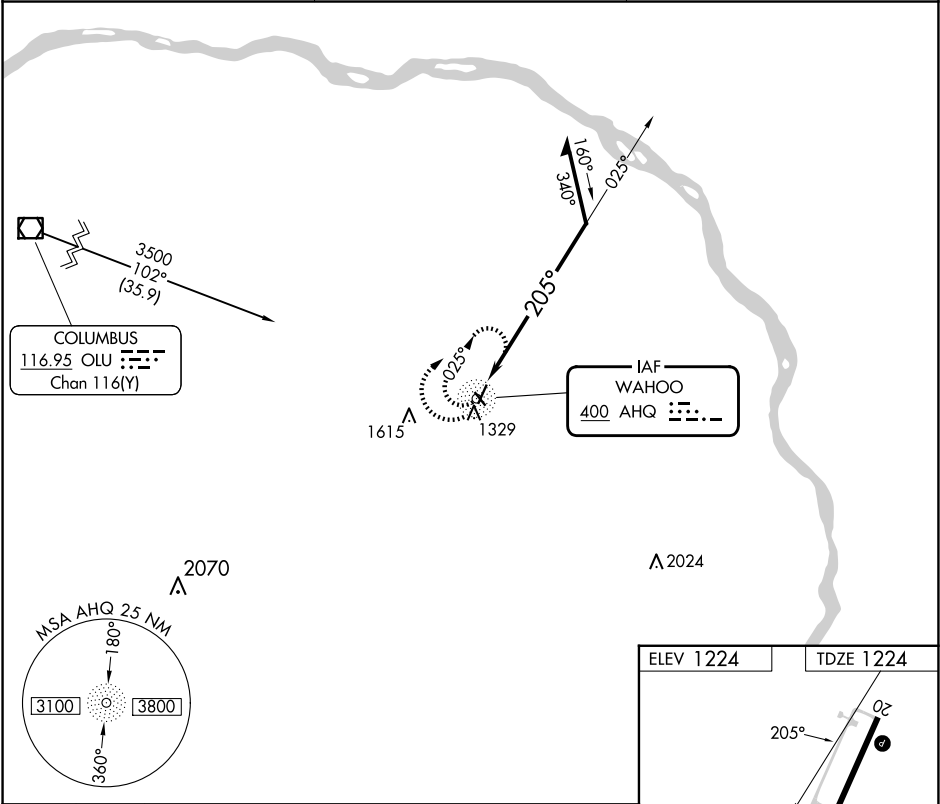 160°
340°
025°
3500
102°
(35.9)
205°
COLUMBUS
116.95 OLU
Chan 116(Y)
025°
IAF
WAHOO
400 AHQ
1615
1329
2070
2024
MSA AHQ 25 NM
180°
3100
3800
360°
ELEV 1224
TDZE 1224
20
205°
P